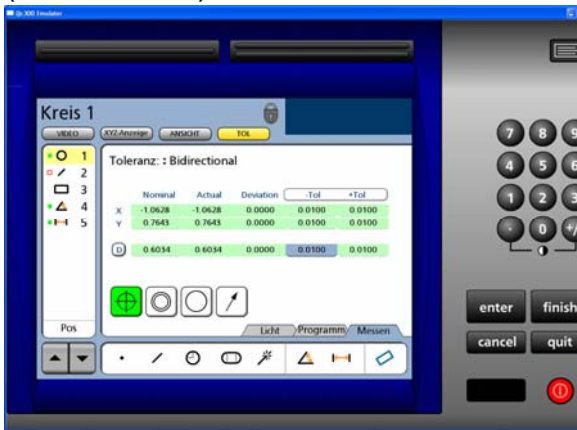 Qc 300 Emulator
Kreis 1
VIDEO XYZ-Anzeige ANSICHT TOL
1
2
3
4
5
Pos
Toleranz: : Bidirectional
Nominal Actual Deviation -Tol +Tol
X -1.0628 -1.0628 0.0000 0.0100 0.0100
Y 0.7643 0.7643 0.0000 0.0100 0.0100
D 0.6034 0.6034 0.0000 0.0100 0.0100
Licht Programm Messen
7 8 9
4 5 6
1 2 3
. 0 +/
enter finish
cancel quit